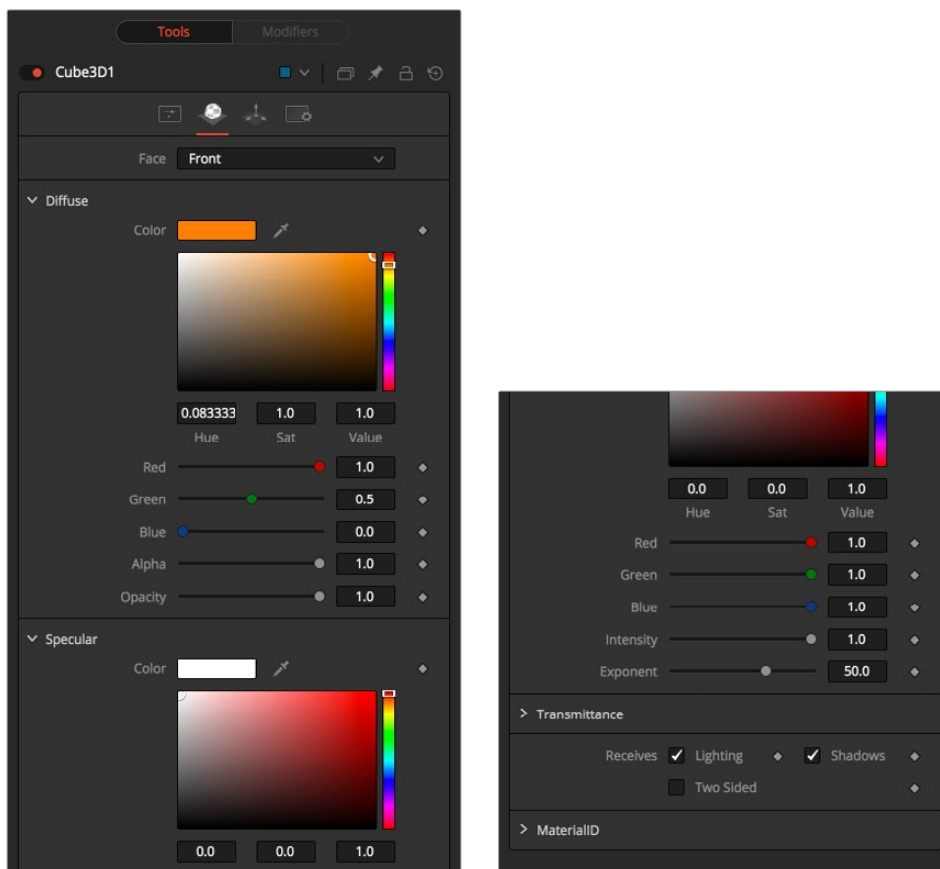 Tools Modifiers
Cube3D1
Face Front
Diffuse
Color
0.083333 1.0 1.0
Hue Sat Value
Red 1.0
Green 0.5
Blue 0.0
Alpha 1.0
Opacity 1.0
Specular
Color
0.0 0.0 1.0
0.0 0.0 1.0
Hue Sat Value
Red 1.0
Green 1.0
Blue 1.0
Intensity 1.0
Exponent 50.0
Transmittance
Receives Lighting Shadows
Two Sided
MaterialID